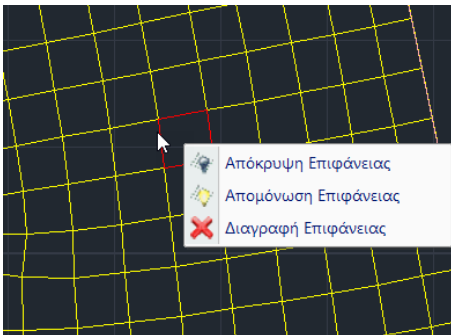 Απόκρυψη Επιφάνειας
Απομόνωση Επιφάνειας
Διαγραφή Επιφάνειας